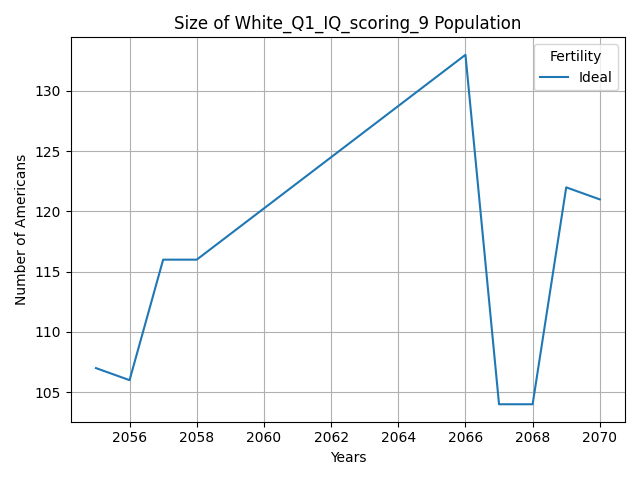 Size of White_Q1_IQ_scoring_9 Population
Fertility
Ideal
Number of Americans
130
125
120
115
110
105
2056 2058 2060 2062 2064 2066 2068 2070
Years